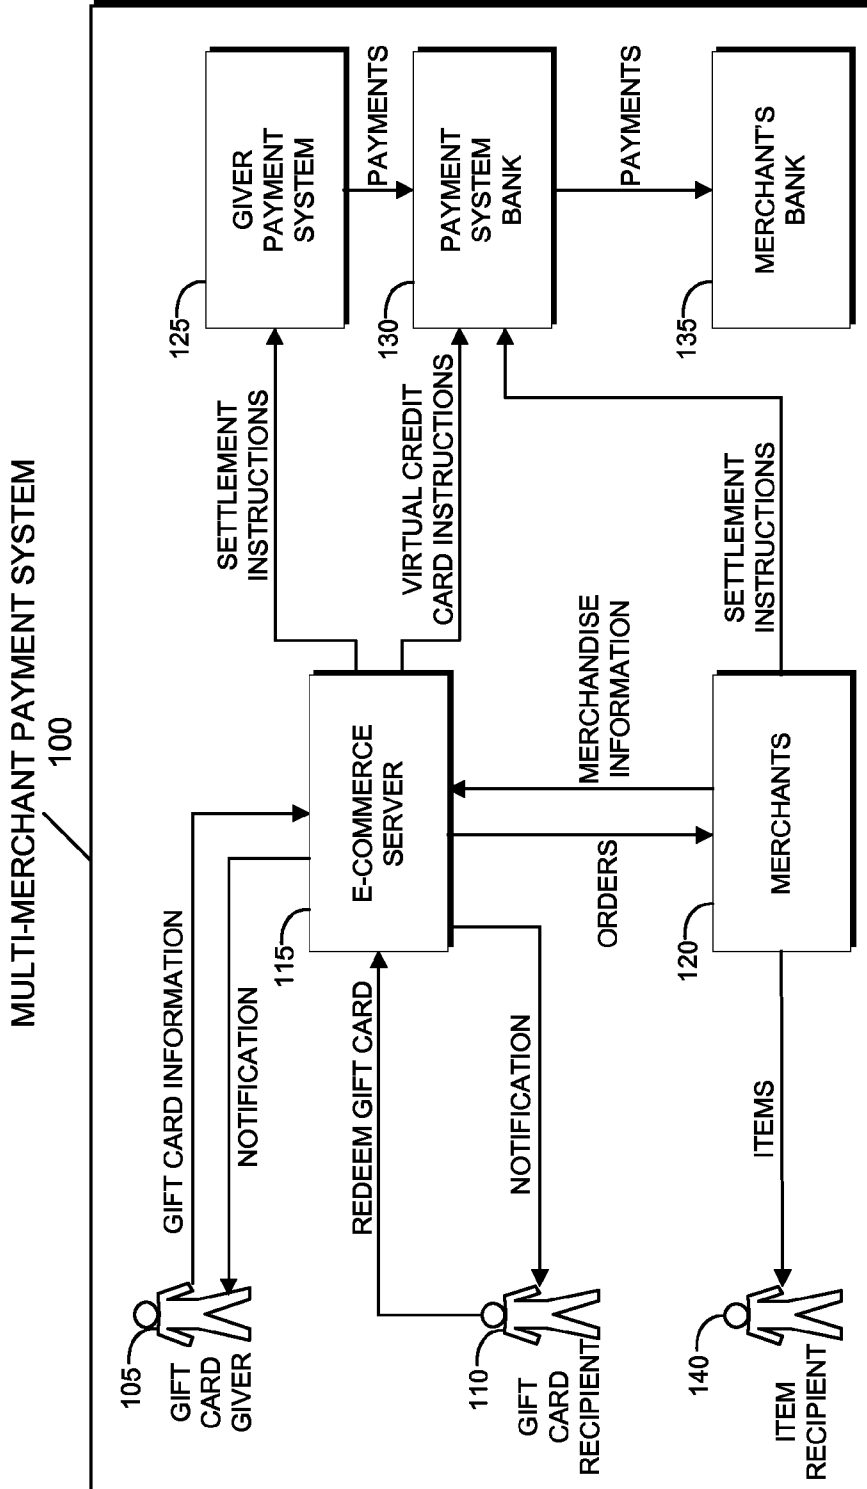 MULTI-MERCHANT PAYMENT SYSTEM
100
105
GIFT
CARD
GIVER
GIFT CARD INFORMATION
NOTIFICATION
SETTLEMENT
INSTRUCTIONS
125
GIVER
PAYMENT
SYSTEM
PAYMENTS
115
E-COMMERCE
SERVER
110
GIFT
CARD
RECIPIENT
REDEEM GIFT CARD
NOTIFICATION
VIRTUAL CREDIT
CARD INSTRUCTIONS
130
PAYMENT
SYSTEM
BANK
PAYMENTS
ORDERS
MERCHANDISE
INFORMATION
140
ITEM
RECIPIENT
ITEMS
120
MERCHANTS
SETTLEMENT
INSTRUCTIONS
135
MERCHANT'S
BANK